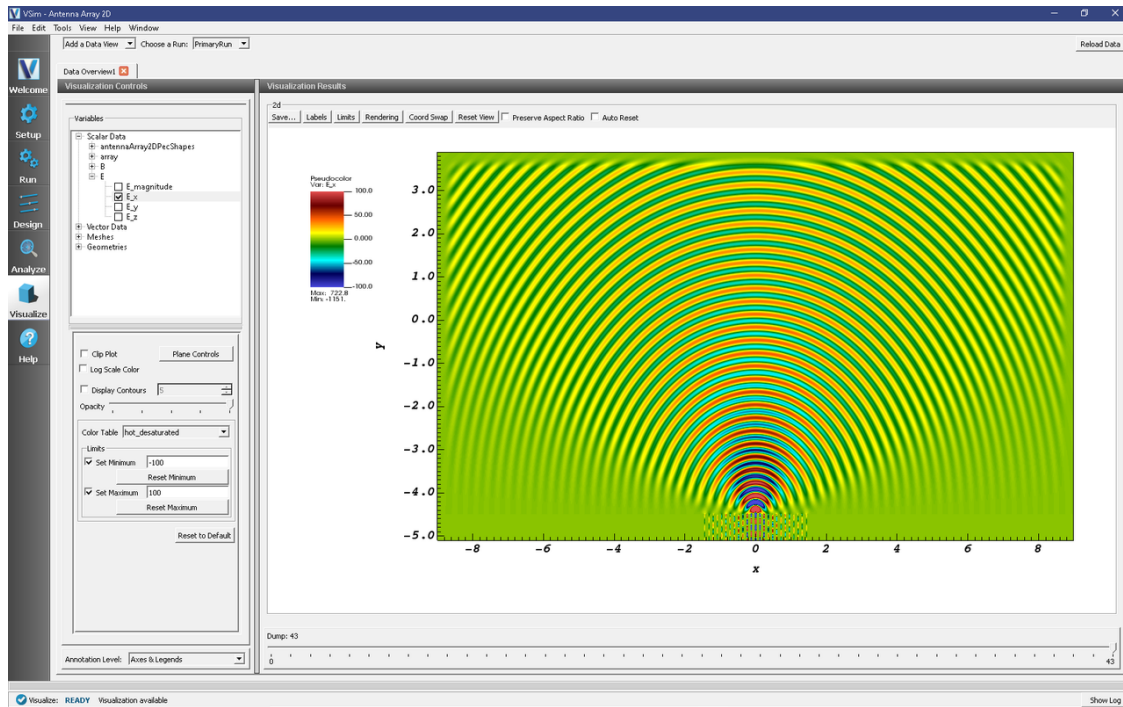 VSim - Antenna Array 2D
File Edit Tools View Help Window
Add a Data View Choose a Run: PrimaryRun Reload Data
Welcome
Setup
Run
Design
Analyze
Visualize
Help
Data Overview1
Visualization Controls
Variables
Scalar Data
antennaArray2DPecShapes
array
B
E
E_magnitude
E_x
E_y
E_z
Vector Data
Meshes
Geometries
Clip Plot Plane Controls
Log Scale Color
Display Contours 5
Opacity
Color Table hot_desaturated
Limits
Set Minimum -100
Reset Minimum
Set Maximum 100
Reset Maximum
Reset to Default
Annotation Level: Axes & Legends
Visualization Results
2d
Save... Labels Limits Rendering Coord Swap Reset View Preserve Aspect Ratio Auto Reset
Pseudocolor
Var: E_x
100.0
50.00
0.000
-50.00
-100.0
Max: 722.8
Min: -1151.
3.0
2.0
1.0
0.0
-1.0
-2.0
-3.0
-4.0
-5.0
Y
-8 -6 -4 -2 0 2 4 6 8
x
Dump: 43
0 43
Visualize: READY Visualization available Show Log